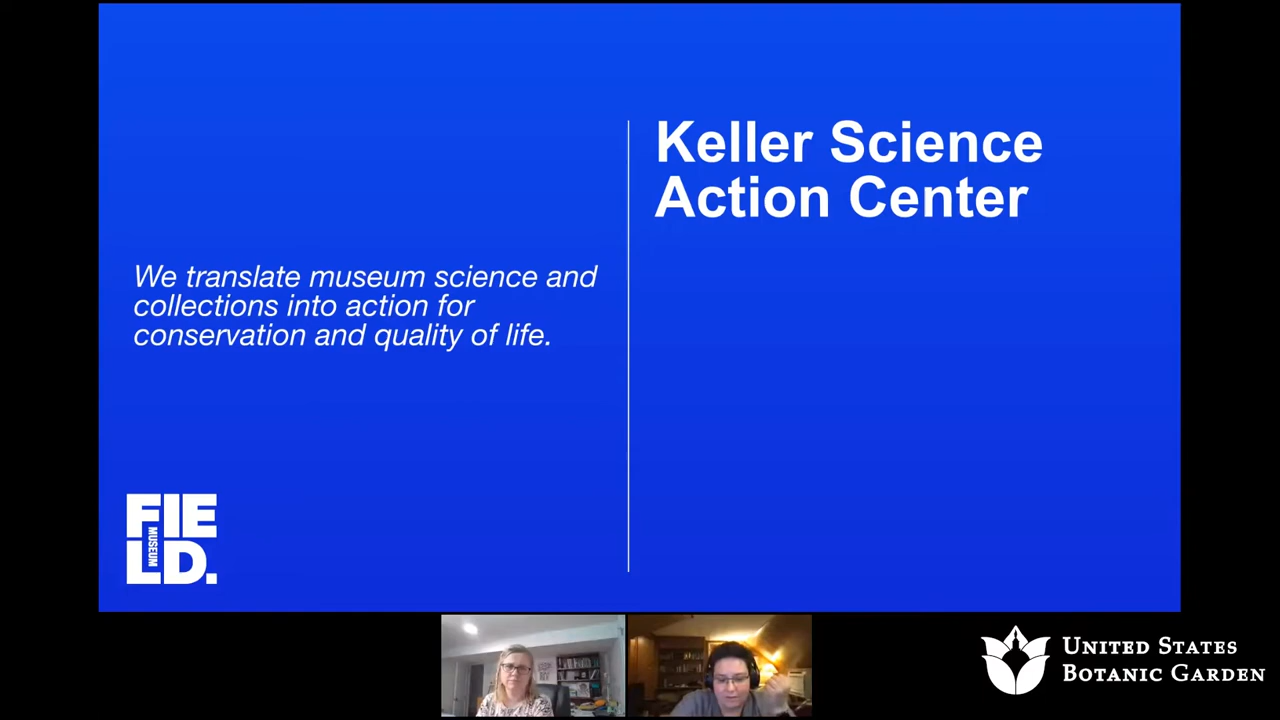 Keller Science
Action Center
We translate museum science and
collections into action for
conservation and quality of life.
FIE
MUSEUM
LD.
UNITED STATES
BOTANIC GARDEN